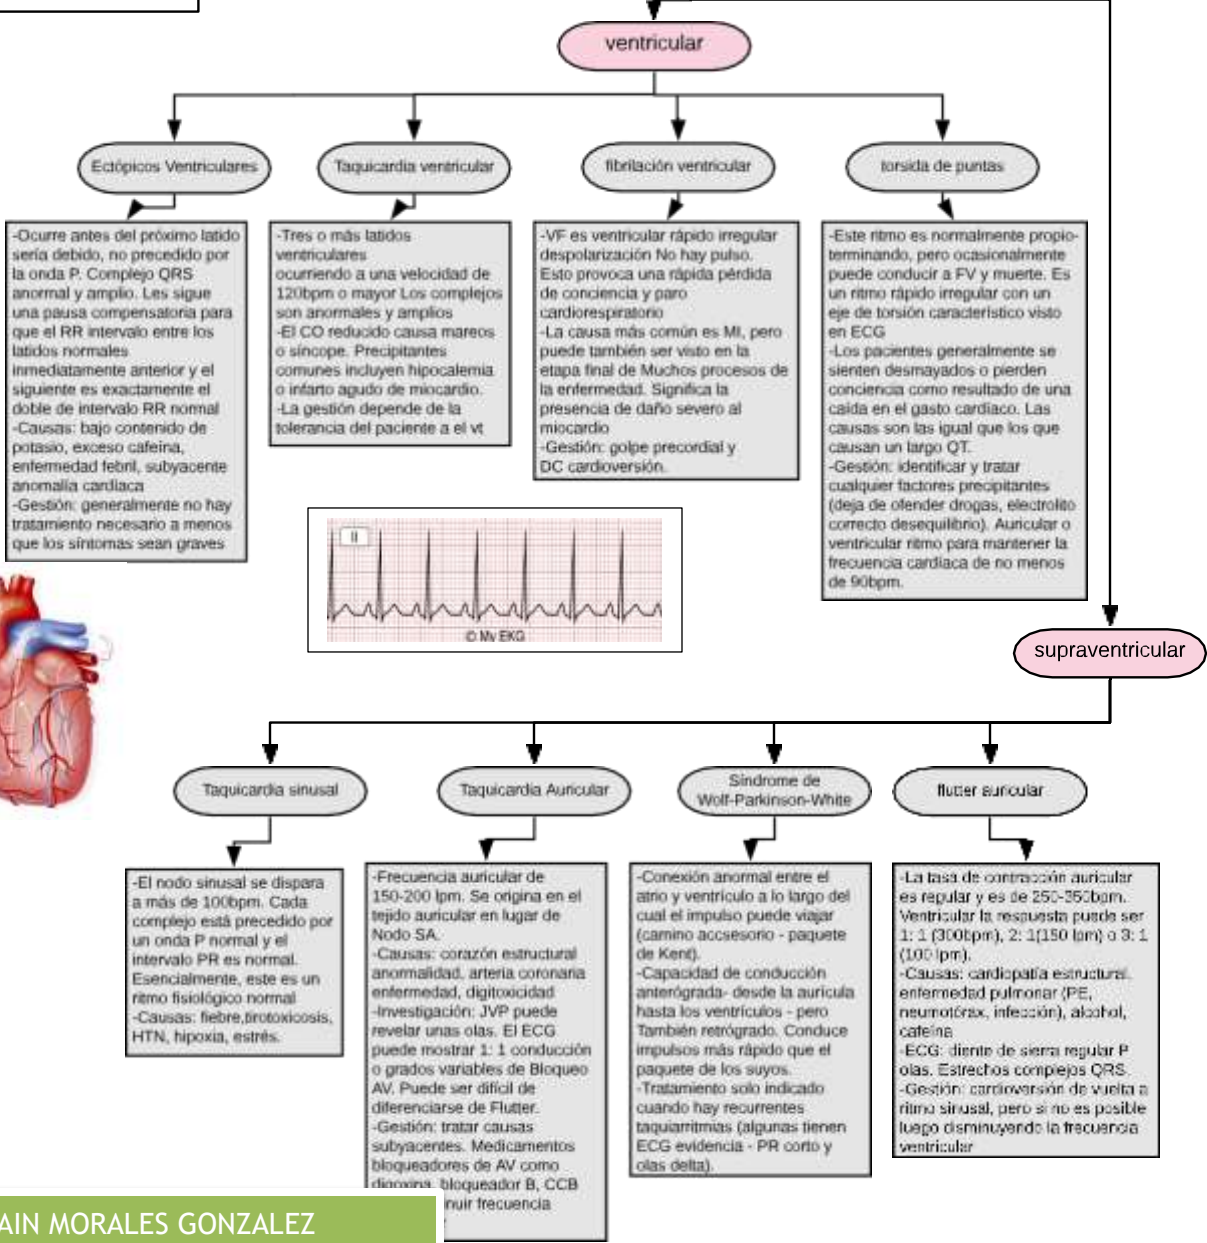 ventricular
Ectópicos Ventriculares
Taquicardia ventricular
fibrilación ventricular
torsida de puntas
-Ocurre antes del próximo latido
sería debido, no precedido por
la onda P. Complejo QRS
anormal y amplio. Les sigue
una pausa compensatoria para
que el RR intervalo entre los
latidos normales
inmediatamente anterior y el
siguiente es exactamente el
doble de intervalo RR normal
-Causas: bajo contenido de
potasio, exceso cafeína,
enfermedad febril, subyacente
anomalía cardíaca
-Gestión: generalmente no hay
tratamiento necesario a menos
que los síntomas sean graves
-Tres o más latidos
ventriculares
ocurriendo a una velocidad de
120bpm o mayor Los complejos
son anormales y amplios
-El CO reducido causa mareos
o síncope. Precipitantes
comunes incluyen hipocalemia
o infarto agudo de miocardio.
-La gestión depende de la
tolerancia del paciente a el vt
-VF es ventricular rápido irregular
despolarización No hay pulso.
Esto provoca una rápida pérdida
de conciencia y paro
cardiorespiratorio
-La causa más común es MI, pero
puede también ser visto en la
etapa final de Muchos procesos de
la enfermedad. Significa la
presencia de daño severo al
miocardio
-Gestión: golpe precordial y
DC cardioversión.
-Este ritmo es normalmente propio-
terminando, pero ocasionalmente
puede conducir a FV y muerte. Es
un ritmo rápido irregular con un
eje de torsión característico visto
en ECG
-Los pacientes generalmente se
sienten desmayados o pierden
conciencia como resultado de una
caída en el gasto cardíaco. Las
causas son las igual que los que
causan un largo QT.
-Gestión: identificar y tratar
cualquier factores precipitantes
(deja de ofender drogas, electrolito
correcto desequilibrio). Auricular o
ventricular ritmo para mantener la
frecuencia cardíaca de no menos
de 90bpm.
II
© My EKG
supraventricular
Taquicardia sinusal
Taquicardia Auricular
Síndrome de
Wolf-Parkinson-White
flutter auricular
-El nodo sinusal se dispara
a más de 100bpm. Cada
complejo está precedido por
un onda P normal y el
intervalo PR es normal.
Esencialmente, este es un
ritmo fisiológico normal
-Causas: fiebre,tirotoxicosis,
HTN, hipoxia, estrés.
-Frecuencia auricular de
150-200 lpm. Se origina en el
tejido auricular en lugar de
Nodo SA.
-Causas: corazón estructural
anormalidad, arteria coronaria
enfermedad, digitoxicidad
-Investigación: JVP puede
revelar unas olas. El ECG
puede mostrar 1: 1 conducción
o grados variables de Bloqueo
AV. Puede ser difícil de
diferenciarse de Flutter.
-Gestión: tratar causas
subyacentes. Medicamentos
bloqueadores de AV como
digoxina, bloqueador B, CCB
nuir frecuencia
-Conexión anormal entre el
atrio y ventrículo a lo largo del
cual el impulso puede viajar
(camino accsesorio - paquete
de Kent).
-Capacidad de conducción
anterógrada- desde la aurícula
hasta los ventrículos - pero
También retrógrado. Conduce
impulsos más rápido que el
paquete de los suyos.
-Tratamiento solo indicado
cuando hay recurrentes
taquiarritmias (algunas tienen
ECG evidencia - PR corto y
olas delta).
-La tasa de contracción auricular
es regular y es de 250-350bpm.
Ventricular la respuesta puede ser
1: 1 (300bpm), 2: 1(150 lpm) o 3: 1
(100 lpm).
-Causas: cardiopatía estructural,
enfermedad pulmonar (PE,
neumotórax, infección), alcohol,
cafeína
-ECG: diente de sierra regular P
olas. Estrechos complejos QRS.
-Gestión: cardioversión de vuelta a
ritmo sinusal, pero si no es posible
luego disminuyendo la frecuencia
ventricular
AIN MORALES GONZALEZ